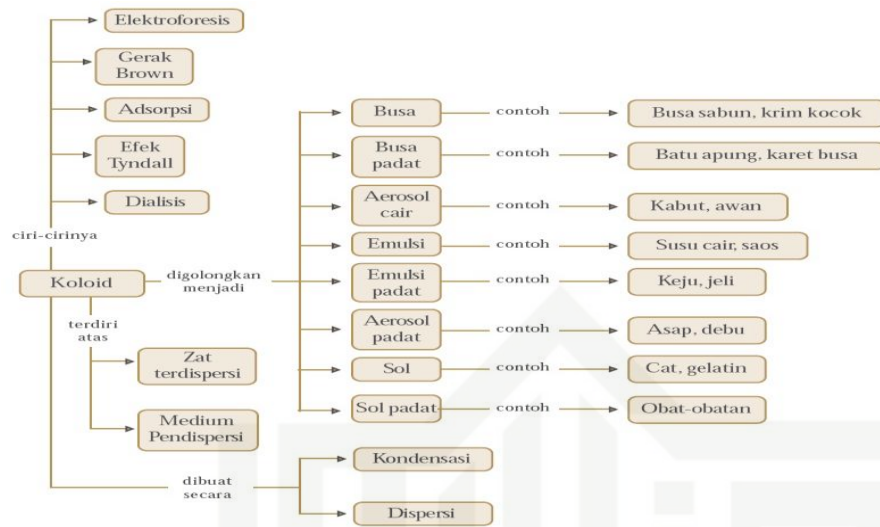 Elektroforesis
Gerak
Brown
Adsorpsi
Efek
Tyndall
Dialisis
ciri-cirinya
Koloid
digolongkan
menjadi
Busa
contoh
Busa sabun, krim kocok
Busa
padat
contoh
Batu apung, karet busa
Aerosol
cair
contoh
Kabut, awan
Emulsi
contoh
Susu cair, saos
Emulsi
padat
contoh
Keju, jeli
Aerosol
padat
contoh
Asap, debu
Sol
contoh
Cat, gelatin
Sol padat
contoh
Obat-obatan
terdiri
atas
Zat
terdispersi
Medium
Pendispersi
dibuat
secara
Kondensasi
Dispersi